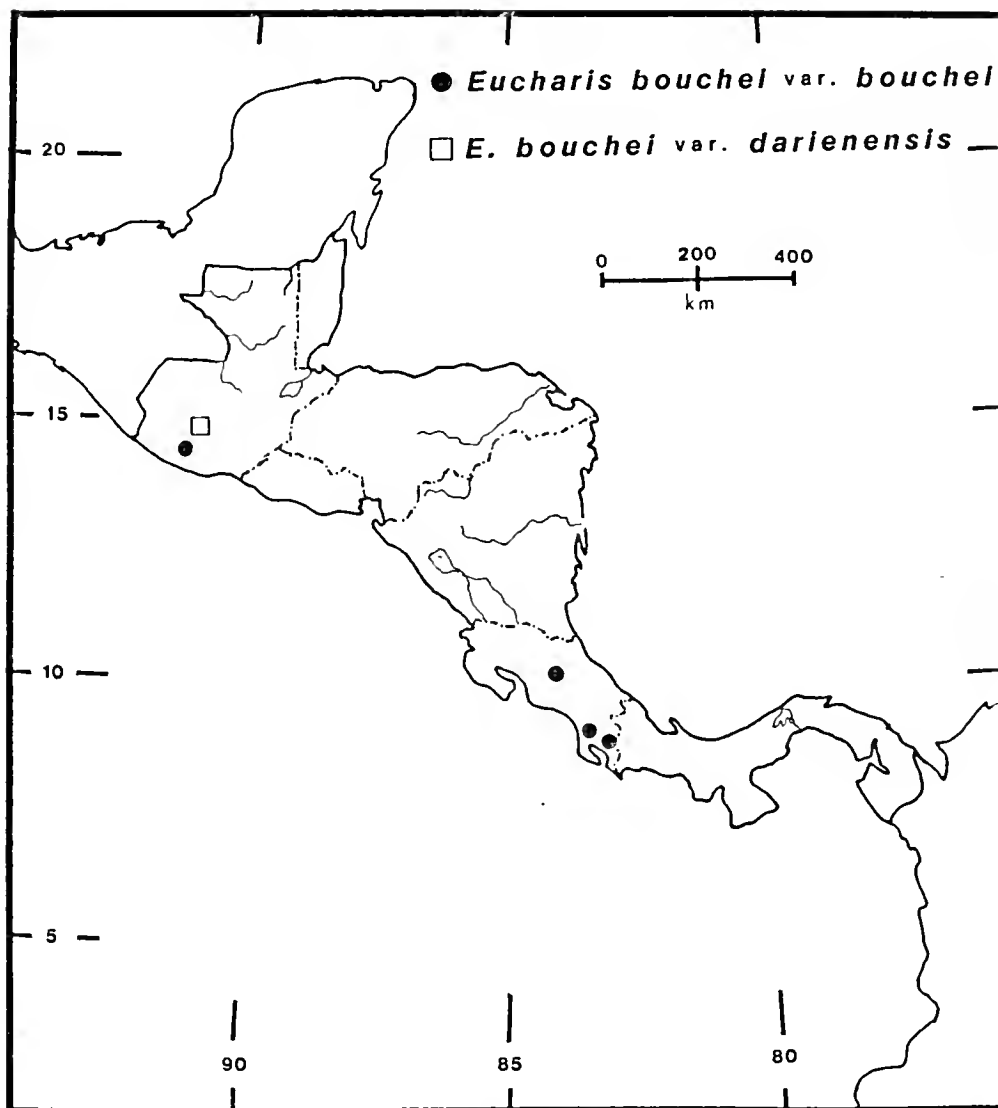 ● Eucharis bouchei var. bouchei
□ E. bouchei var. darienensis
20
0 200 400
km
15
10
5
90 85 80